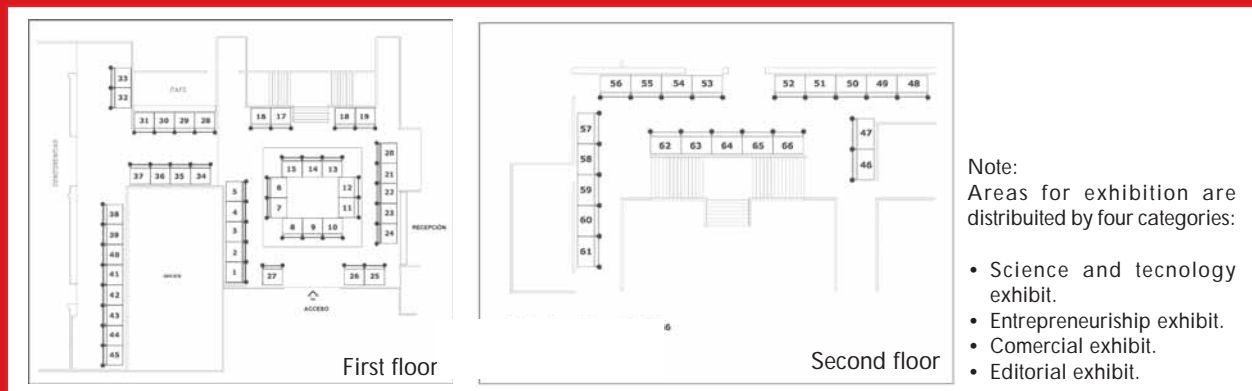 33
32
PATIO
31 30 29 28
16 17
18 19
CONFERENCIAS
37 36 35 34
15 14 13
20
21
22
23
24
6
7
12
11
5
4
3
2
1
8 9 10
RECEPCIÓN
38
39
40
41
42
43
44
45
27
26 25
ACCESO
First floor
56 55 54 53
52 51 50 49 48
57
58
59
60
61
62 63 64 65 66
47
46
Second floor
Note:
Areas for exhibition are
distribuited by four categories:
• Science and tecnology
exhibit.
• Entrepreneuriship exhibit.
• Comercial exhibit.
• Editorial exhibit.